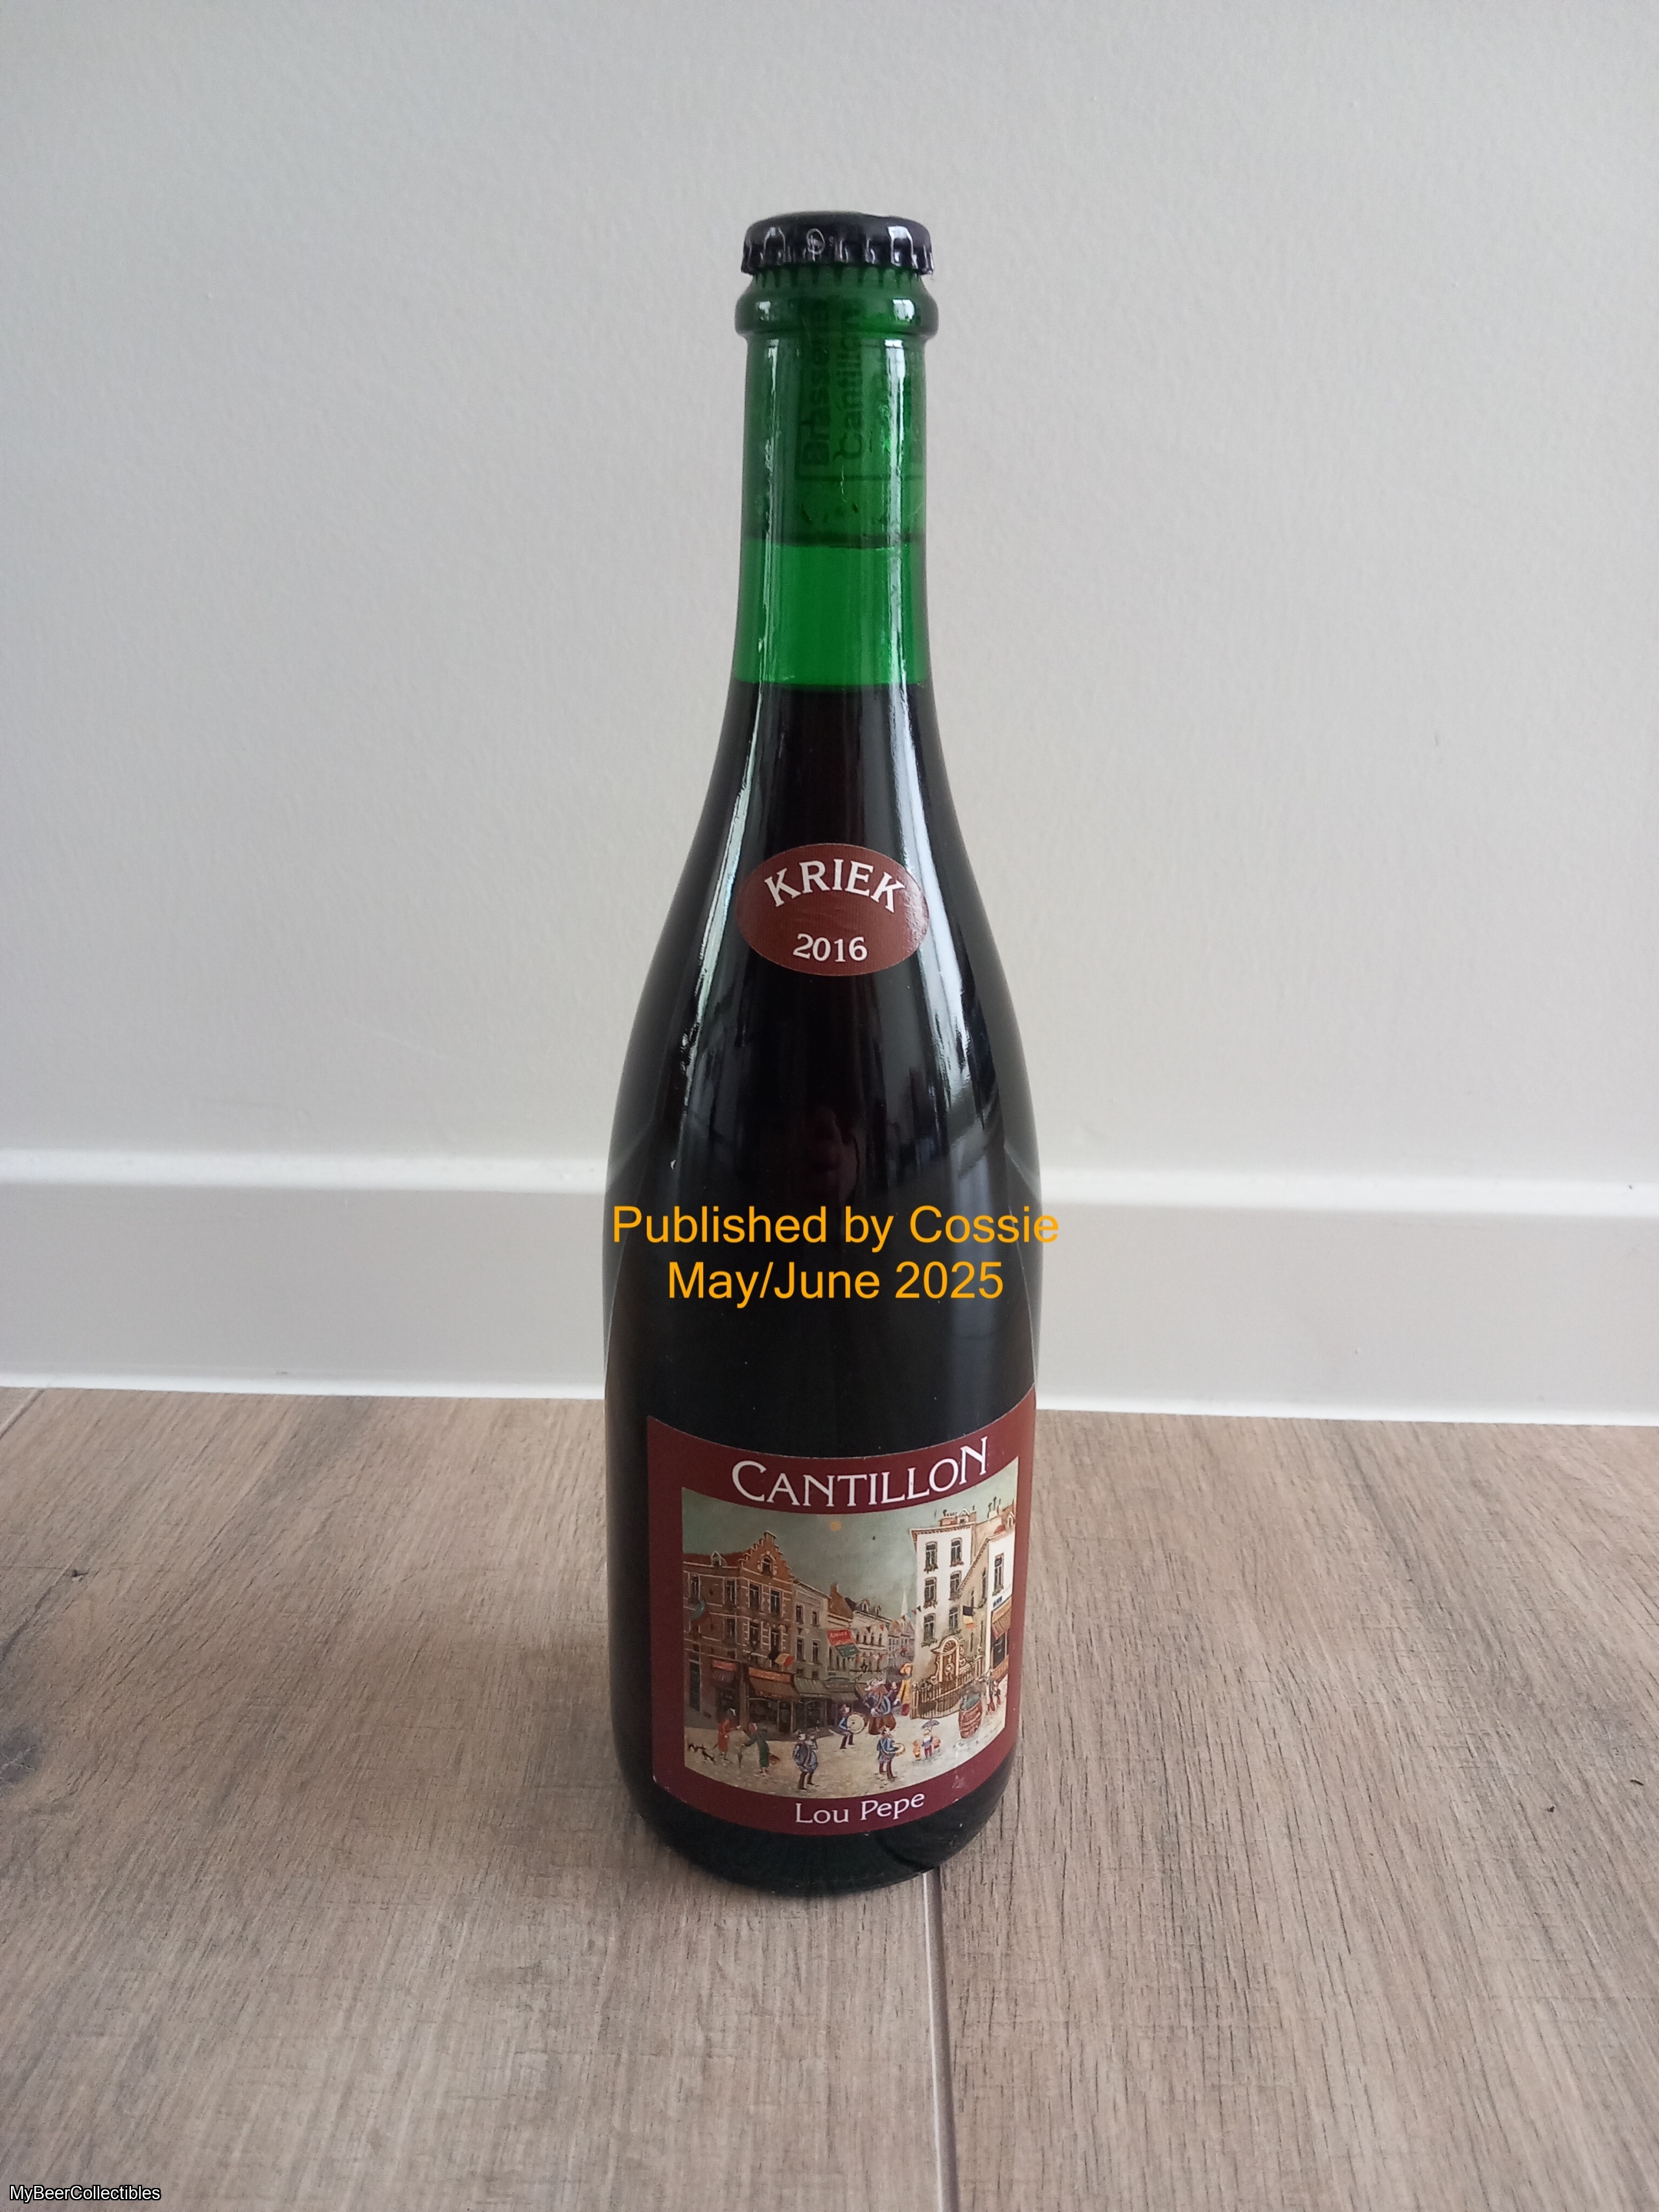 Brasserie
Cantillon
KRIEK
2016
Published by Cossie
May/June 2025
CANTILLON
Lou Pepe
MyBeerCollectibles